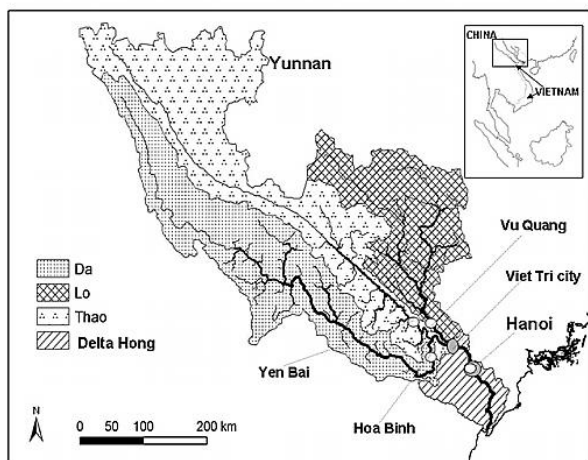 CHINA
Yunnan
VIETNAM
Vu Quang
Da
Lo
Viet Tri city
Thao
Hanoi
Delta Hong
Yen Bai
Hoa Binh
N
0 50 100 200 km